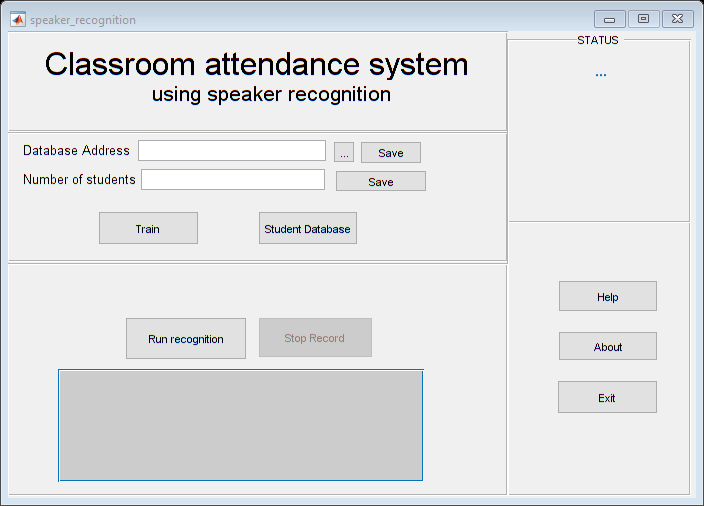 speaker_recognition
STATUS
...
Classroom attendance system
using speaker recognition
Database Address ... Save
Number of students Save
Train Student Database
Run recognition Stop Record
Help
About
Exit